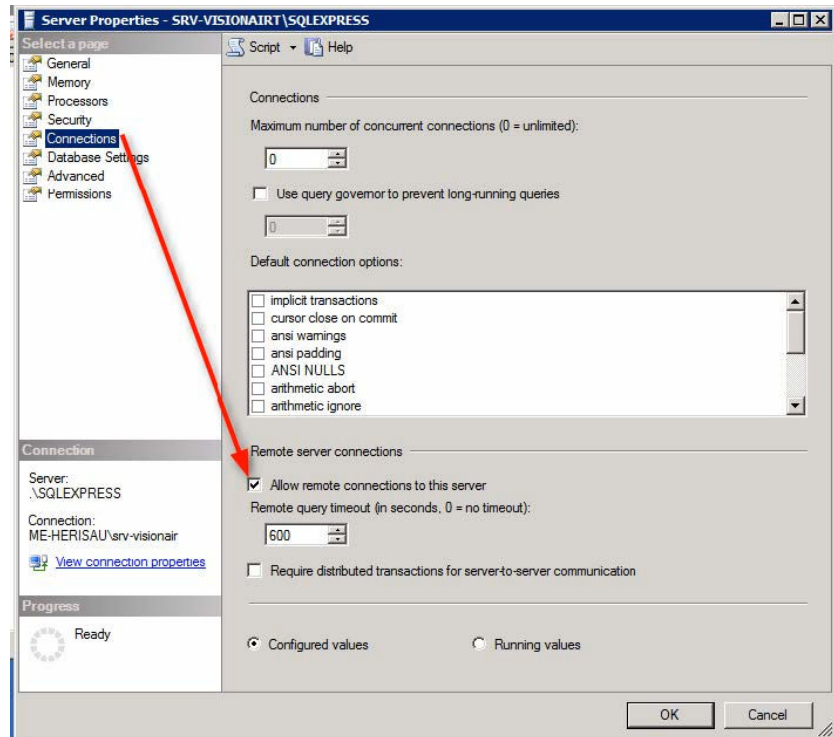 Server Properties - SRV-VISIONAIRT\SQLEXPRESS
Select a page
General
Memory
Processors
Security
Connections
Database Settings
Advanced
Permissions
Script
Help
Connections
Maximum number of concurrent connections (0 = unlimited):
0
Use query governor to prevent long-running queries
0
Default connection options:
implicit transactions
cursor close on commit
ansi warnings
ansi padding
ANSI NULLS
arithmetic abort
arithmetic ignore
Remote server connections
Allow remote connections to this server
Remote query timeout (in seconds, 0 = no timeout):
600
Require distributed transactions for server-to-server communication
Configured values
Running values
Connection
Server:
.\SQLEXPRESS
Connection:
ME-HERISAU\srv-visionair
View connection properties
Progress
Ready
OK
Cancel